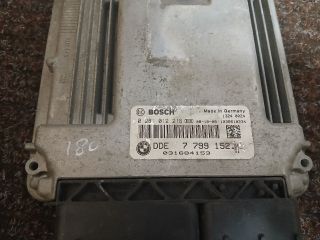 BOSCH
Made in Germany
0 281 012 218
DDE 7 799 152
031604153
180